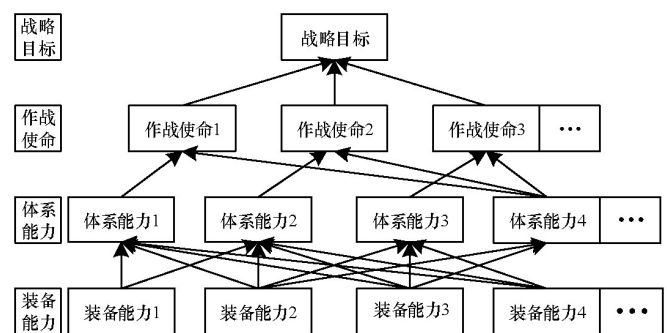 战略
目标
战略目标
作战
使命
作战使命1
作战使命2
作战使命3
···
体系
能力
体系能力1
体系能力2
体系能力3
体系能力4
···
装备
能力
装备能力1
装备能力2
装备能力3
装备能力4
···